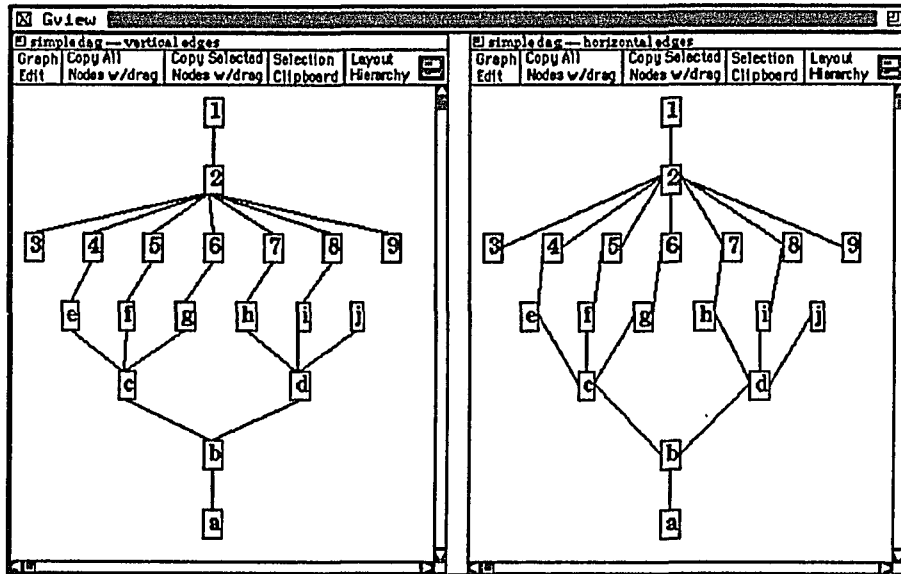 Gview
simple dag — vertical edges
Graph Edit
Copy All Nodes w/drag
Copy Selected Nodes w/drag
Selection Clipboard
Layout Hierarchy
1
2
3 4 5 6 7 8 9
e f g h i j
c d
b
a
simple dag — horizontal edges
Graph Edit
Copy All Nodes w/drag
Copy Selected Nodes w/drag
Selection Clipboard
Layout Hierarchy
1
2
3 4 5 6 7 8 9
e f g h i j
c d
b
a